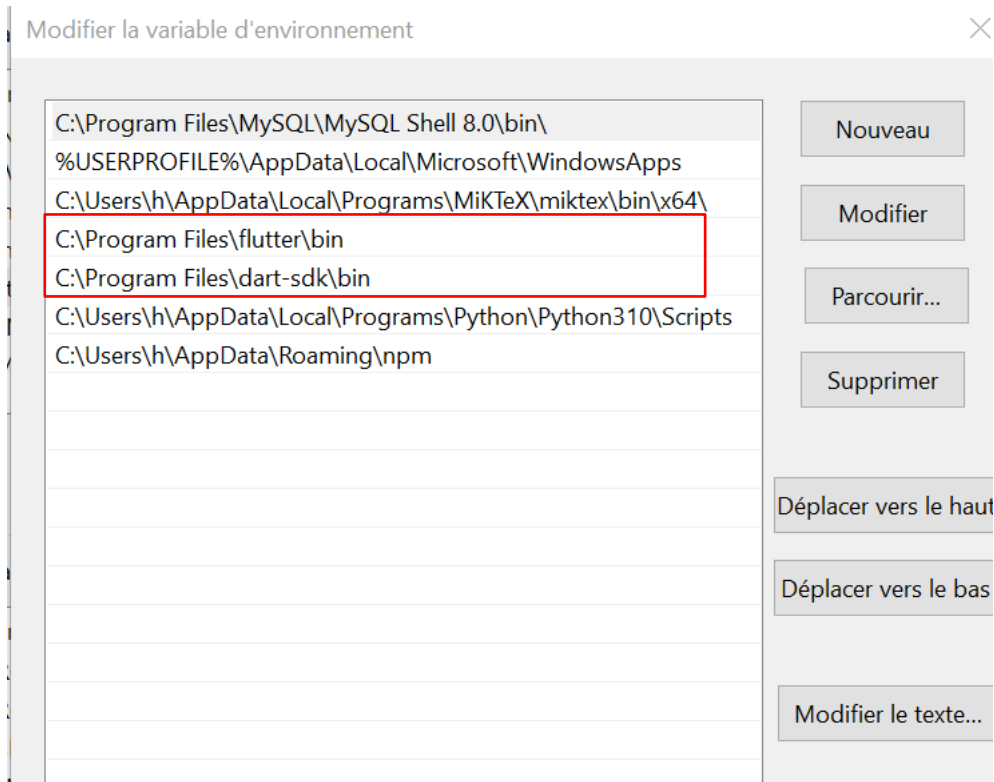 Modifier la variable d'environnement
C:\Program Files\MySQL\MySQL Shell 8.0\bin\
%USERPROFILE%\AppData\Local\Microsoft\WindowsApps
C:\Users\h\AppData\Local\Programs\MiKTeX\miktex\bin\x64\
C:\Program Files\flutter\bin
C:\Program Files\dart-sdk\bin
C:\Users\h\AppData\Local\Programs\Python\Python310\Scripts
C:\Users\h\AppData\Roaming\npm
Nouveau
Modifier
Parcourir...
Supprimer
Déplacer vers le haut
Déplacer vers le bas
Modifier le texte...